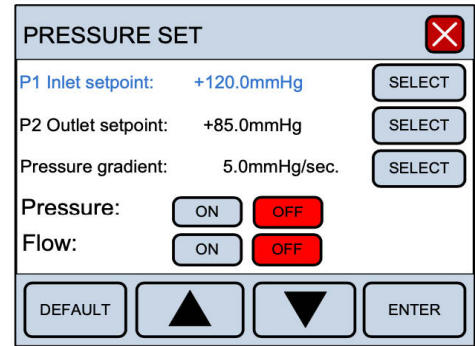 PRESSURE SET
P1 Inlet setpoint: +120.0mmHg SELECT
P2 Outlet setpoint: +85.0mmHg SELECT
Pressure gradient: 5.0mmHg/sec. SELECT
Pressure: ON OFF
Flow: ON OFF
DEFAULT ENTER